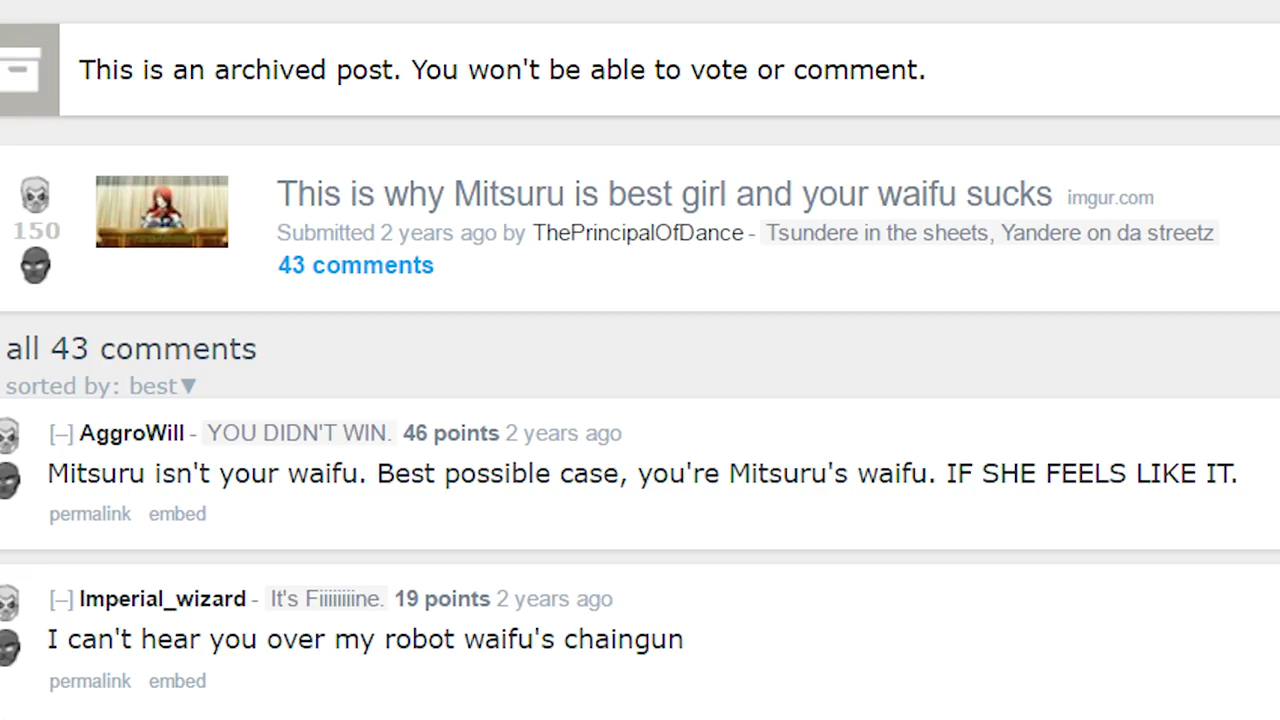 This is an archived post. You won't be able to vote or comment.
This is why Mitsuru is best girl and your waifu sucks imgur.com
150
Submitted 2 years ago by ThePrincipalOfDance - Tsundere in the sheets, Yandere on da streetz
43 comments
all 43 comments
sorted by: best▼
[–] AggroWill - YOU DIDN'T WIN. 46 points 2 years ago
Mitsuru isn't your waifu. Best possible case, you're Mitsuru's waifu. IF SHE FEELS LIKE IT.
permalink embed
[–] Imperial_wizard - It's Fiiiiiiiine. 19 points 2 years ago
I can't hear you over my robot waifu's chaingun
permalink embed